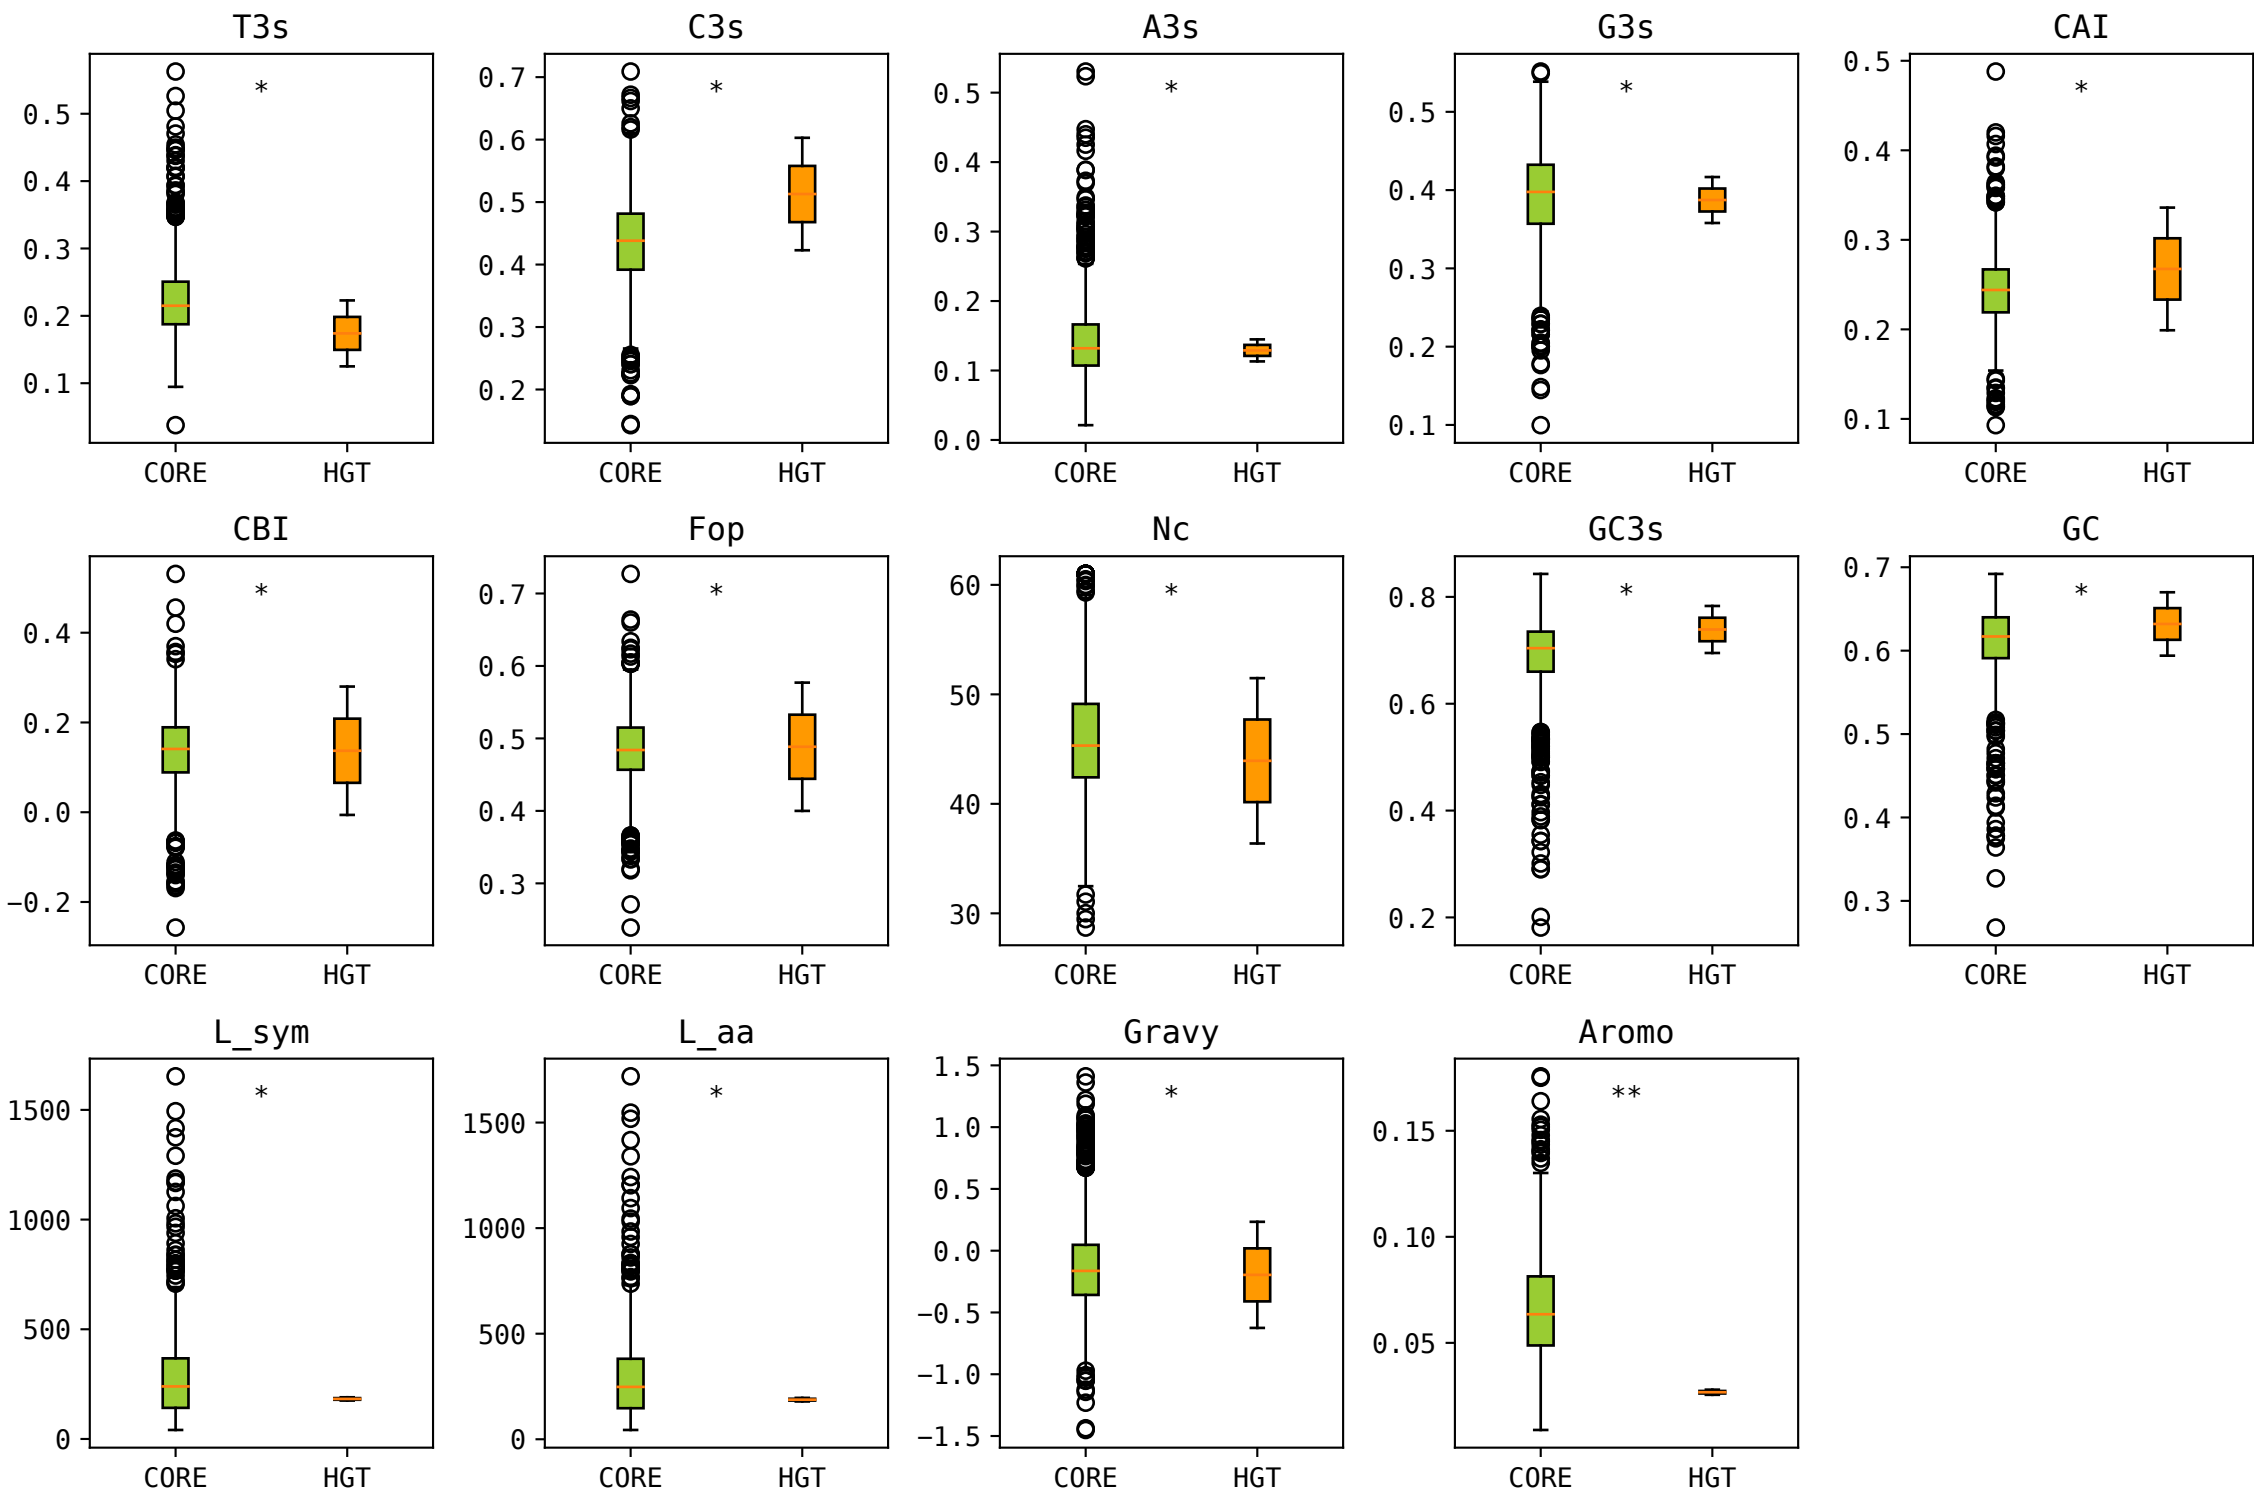 T3s
C3s
A3s
G3s
CAI
0.5
0.4
0.3
0.2
0.1
*
CORE
HGT
0.7
0.6
0.5
0.4
0.3
0.2
*
CORE
HGT
0.5
0.4
0.3
0.2
0.1
0.0
*
CORE
HGT
0.5
0.4
0.3
0.2
0.1
*
CORE
HGT
0.5
0.4
0.3
0.2
0.1
*
CORE
HGT
CBI
Fop
Nc
GC3s
GC
0.4
0.2
0.0
−0.2
*
CORE
HGT
0.7
0.6
0.5
0.4
0.3
*
CORE
HGT
60
50
40
30
*
CORE
HGT
0.8
0.6
0.4
0.2
*
CORE
HGT
0.7
0.6
0.5
0.4
0.3
*
CORE
HGT
L_sym
L_aa
Gravy
Aromo
1500
1000
500
0
*
CORE
HGT
1500
1000
500
0
*
CORE
HGT
1.5
1.0
0.5
0.0
−0.5
−1.0
−1.5
*
CORE
HGT
0.15
0.10
0.05
**
CORE
HGT